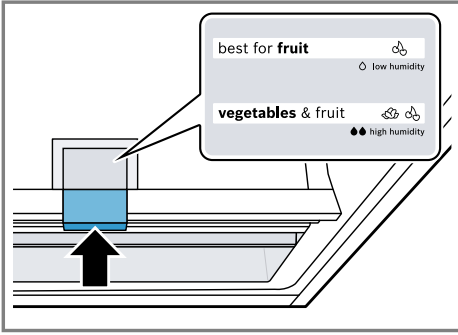 best for fruit
low humidity
vegetables & fruit
high humidity